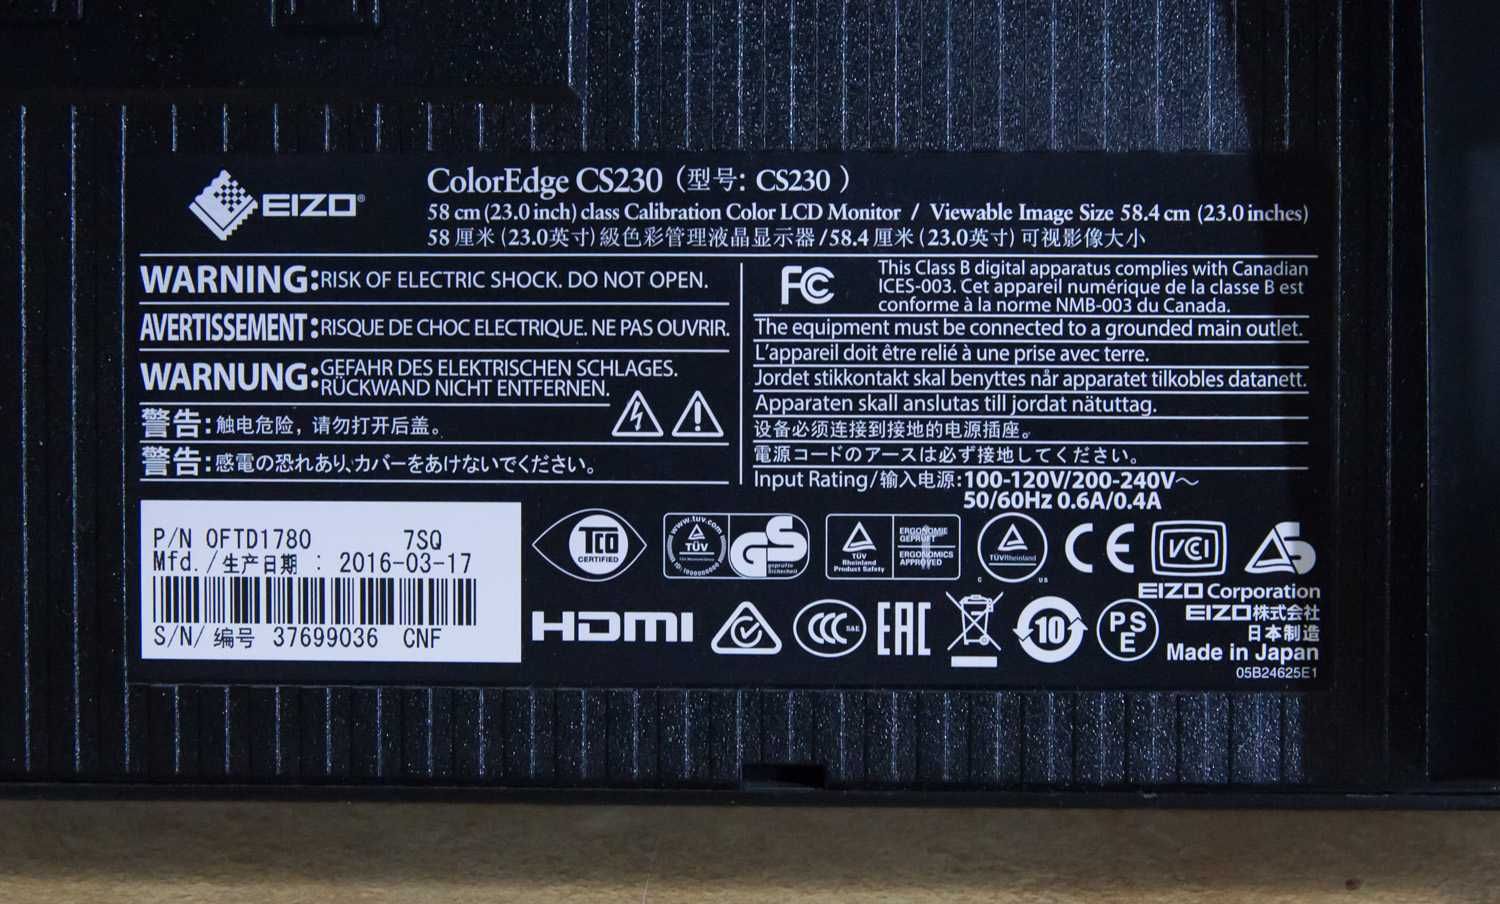 EIZO®
ColorEdge CS230 (型号: CS230 )
58 cm (23.0 inch) class Calibration Color LCD Monitor / Viewable Image Size 58.4 cm (23.0 inches)
58 厘米 (23.0英寸) 級色彩管理液晶显示器 /58.4 厘米 (23.0英寸) 可视影像大小
WARNING: RISK OF ELECTRIC SHOCK. DO NOT OPEN.
AVERTISSEMENT: RISQUE DE CHOC ELECTRIQUE. NE PAS OUVRIR.
WARNUNG: GEFAHR DES ELEKTRISCHEN SCHLAGES.
RÜCKWAND NICHT ENTFERNEN.
警告: 触电危险，请勿打开后盖。
警告: 感電の恐れあり、カバーをあけないでください。
FC
This Class B digital apparatus complies with Canadian
ICES-003. Cet appareil numérique de la classe B est
conforme à la norme NMB-003 du Canada.
The equipment must be connected to a grounded main outlet.
L'appareil doit être relié à une prise avec terre.
Jordet stikkontakt skal benyttes når apparatet tilkobles datanett.
Apparaten skall anslutas till jordat nätuttag.
设备必须连接到接地的电源插座。
電源コードのアースは必ず接地してください。
Input Rating/输入电源: 100-120V/200-240V～
50/60Hz 0.6A/0.4A
P/N 0FTD1780 7SQ
Mfd./生产日期 : 2016-03-17
S/N/ 编号 37699036 CNF
TCO
CERTIFIED
www.tuv.com
TÜV
GS
geprüfte
Sicherheit
TÜV
Rheinland
Product Safety
ERGONOMIE
GEPRÜFT
ERGONOMICS
APPROVED
TÜVRheinland
C US
CE
VCCI
S
HDMI
CCC
S&E
EAC
10
PS
E
EIZO Corporation
EIZO株式会社
日本制造
Made in Japan
05B24625E1